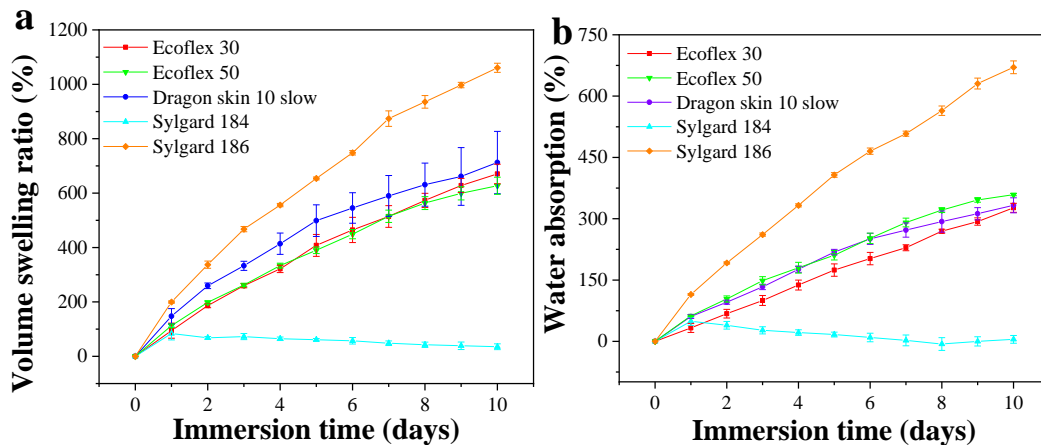 a
Volume swelling ratio (%)
1200
1000
800
600
400
200
0
Ecoflex 30
Ecoflex 50
Dragon skin 10 slow
Sylgard 184
Sylgard 186
0 2 4 6 8 10
Immersion time (days)
b
Water absorption (%)
750
600
450
300
150
0
Ecoflex 30
Ecoflex 50
Dragon skin 10 slow
Sylgard 184
Sylgard 186
0 2 4 6 8 10
Immersion time (days)